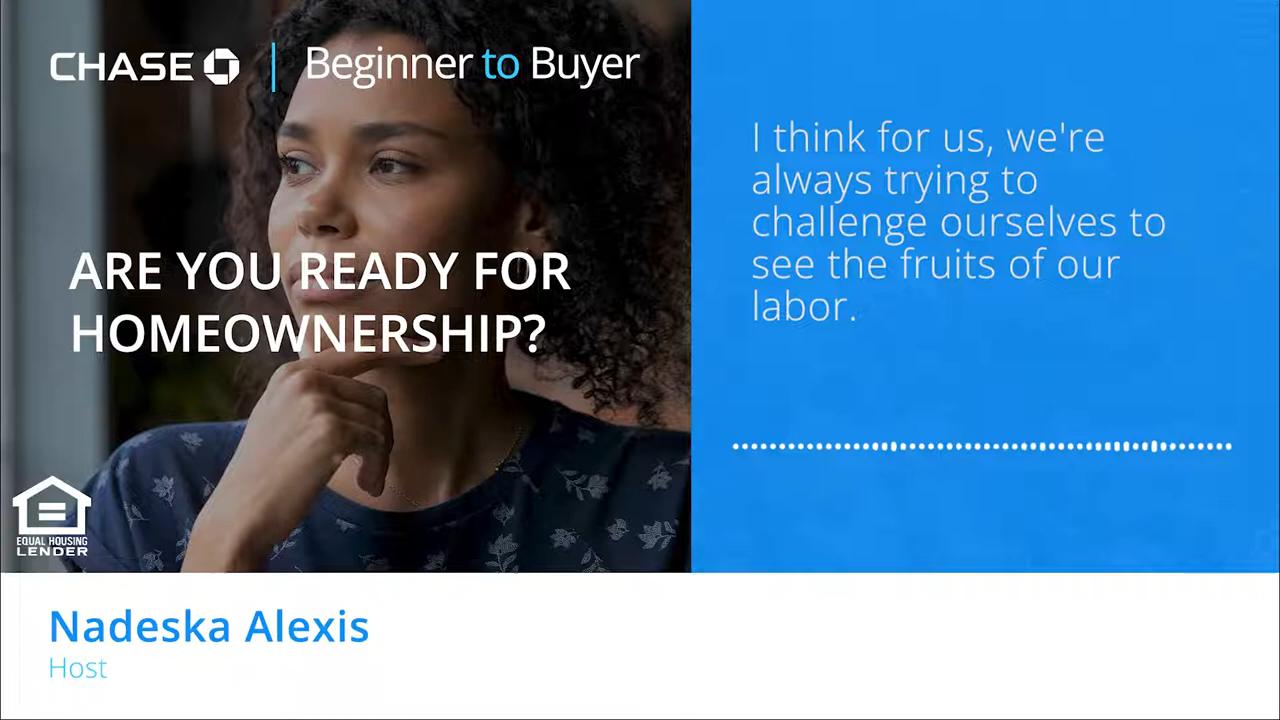 CHASE
Beginner to Buyer
ARE YOU READY FOR
HOMEOWNERSHIP?
EQUAL HOUSING
LENDER
I think for us, we're
always trying to
challenge ourselves to
see the fruits of our
labor.
Nadeska Alexis
Host